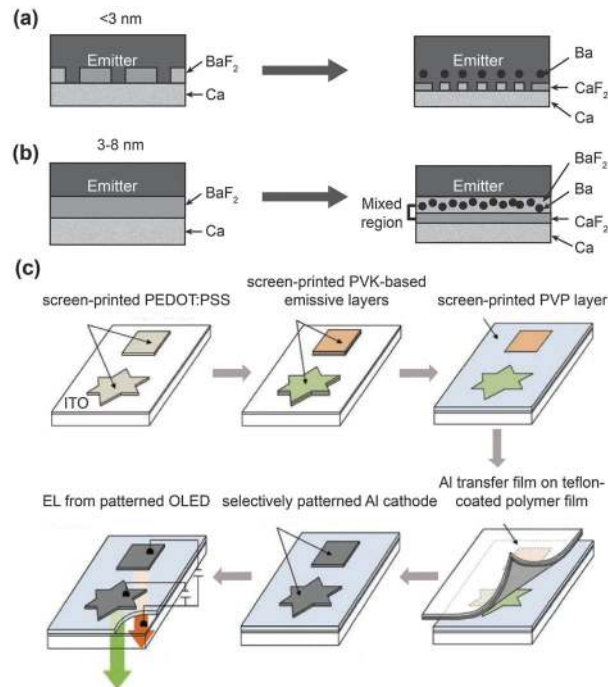 (a)
<3 nm
Emitter
BaF2
Ca
Emitter
Ba
CaF2
Ca
(b)
3-8 nm
Emitter
BaF2
Ca
Emitter
Mixed
region
BaF2
Ba
CaF2
Ca
(c)
screen-printed PEDOT:PSS
ITO
screen-printed PVK-based
emissive layers
screen-printed PVP layer
Al transfer film on teflon-
coated polymer film
selectively patterned Al cathode
EL from patterned OLED